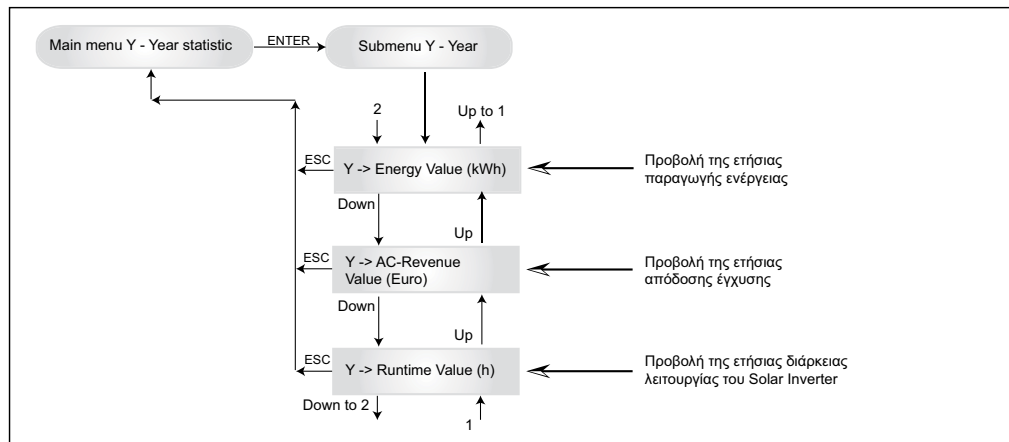 Main menu Y - Year statistic
ENTER
Submenu Y - Year
2
Up to 1
ESC
Y -> Energy Value (kWh)
Προβολή της ετήσιας
παραγωγής ενέργειας
Down
Up
ESC
Y -> AC-Revenue
Value (Euro)
Προβολή της ετήσιας
απόδοσης έγχυσης
Down
Up
ESC
Y -> Runtime Value (h)
Προβολή της ετήσιας διάρκειας
λειτουργίας του Solar Inverter
Down to 2
1